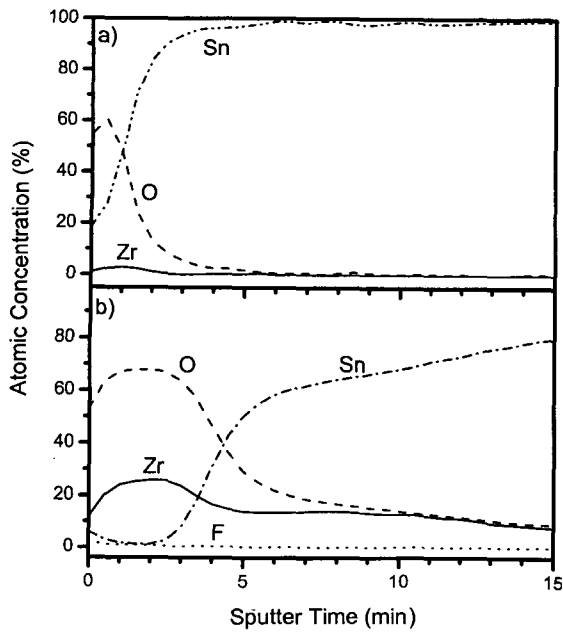 100
a)
Sn
80
60
40
O
20
Zr
0
b)
80
O
Sn
60
40
Zr
20
F
0
0
5
10
15
Atomic Concentration (%)
Sputter Time (min)